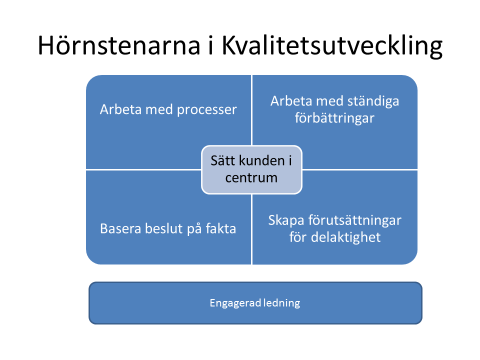 Hörnstenarna i Kvalitetsutveckling
Arbeta med processer
Arbeta med ständiga
förbättringar
Sätt kunden i
centrum
Basera beslut på fakta
Skapa förutsättningar
för delaktighet
Engagerad ledning